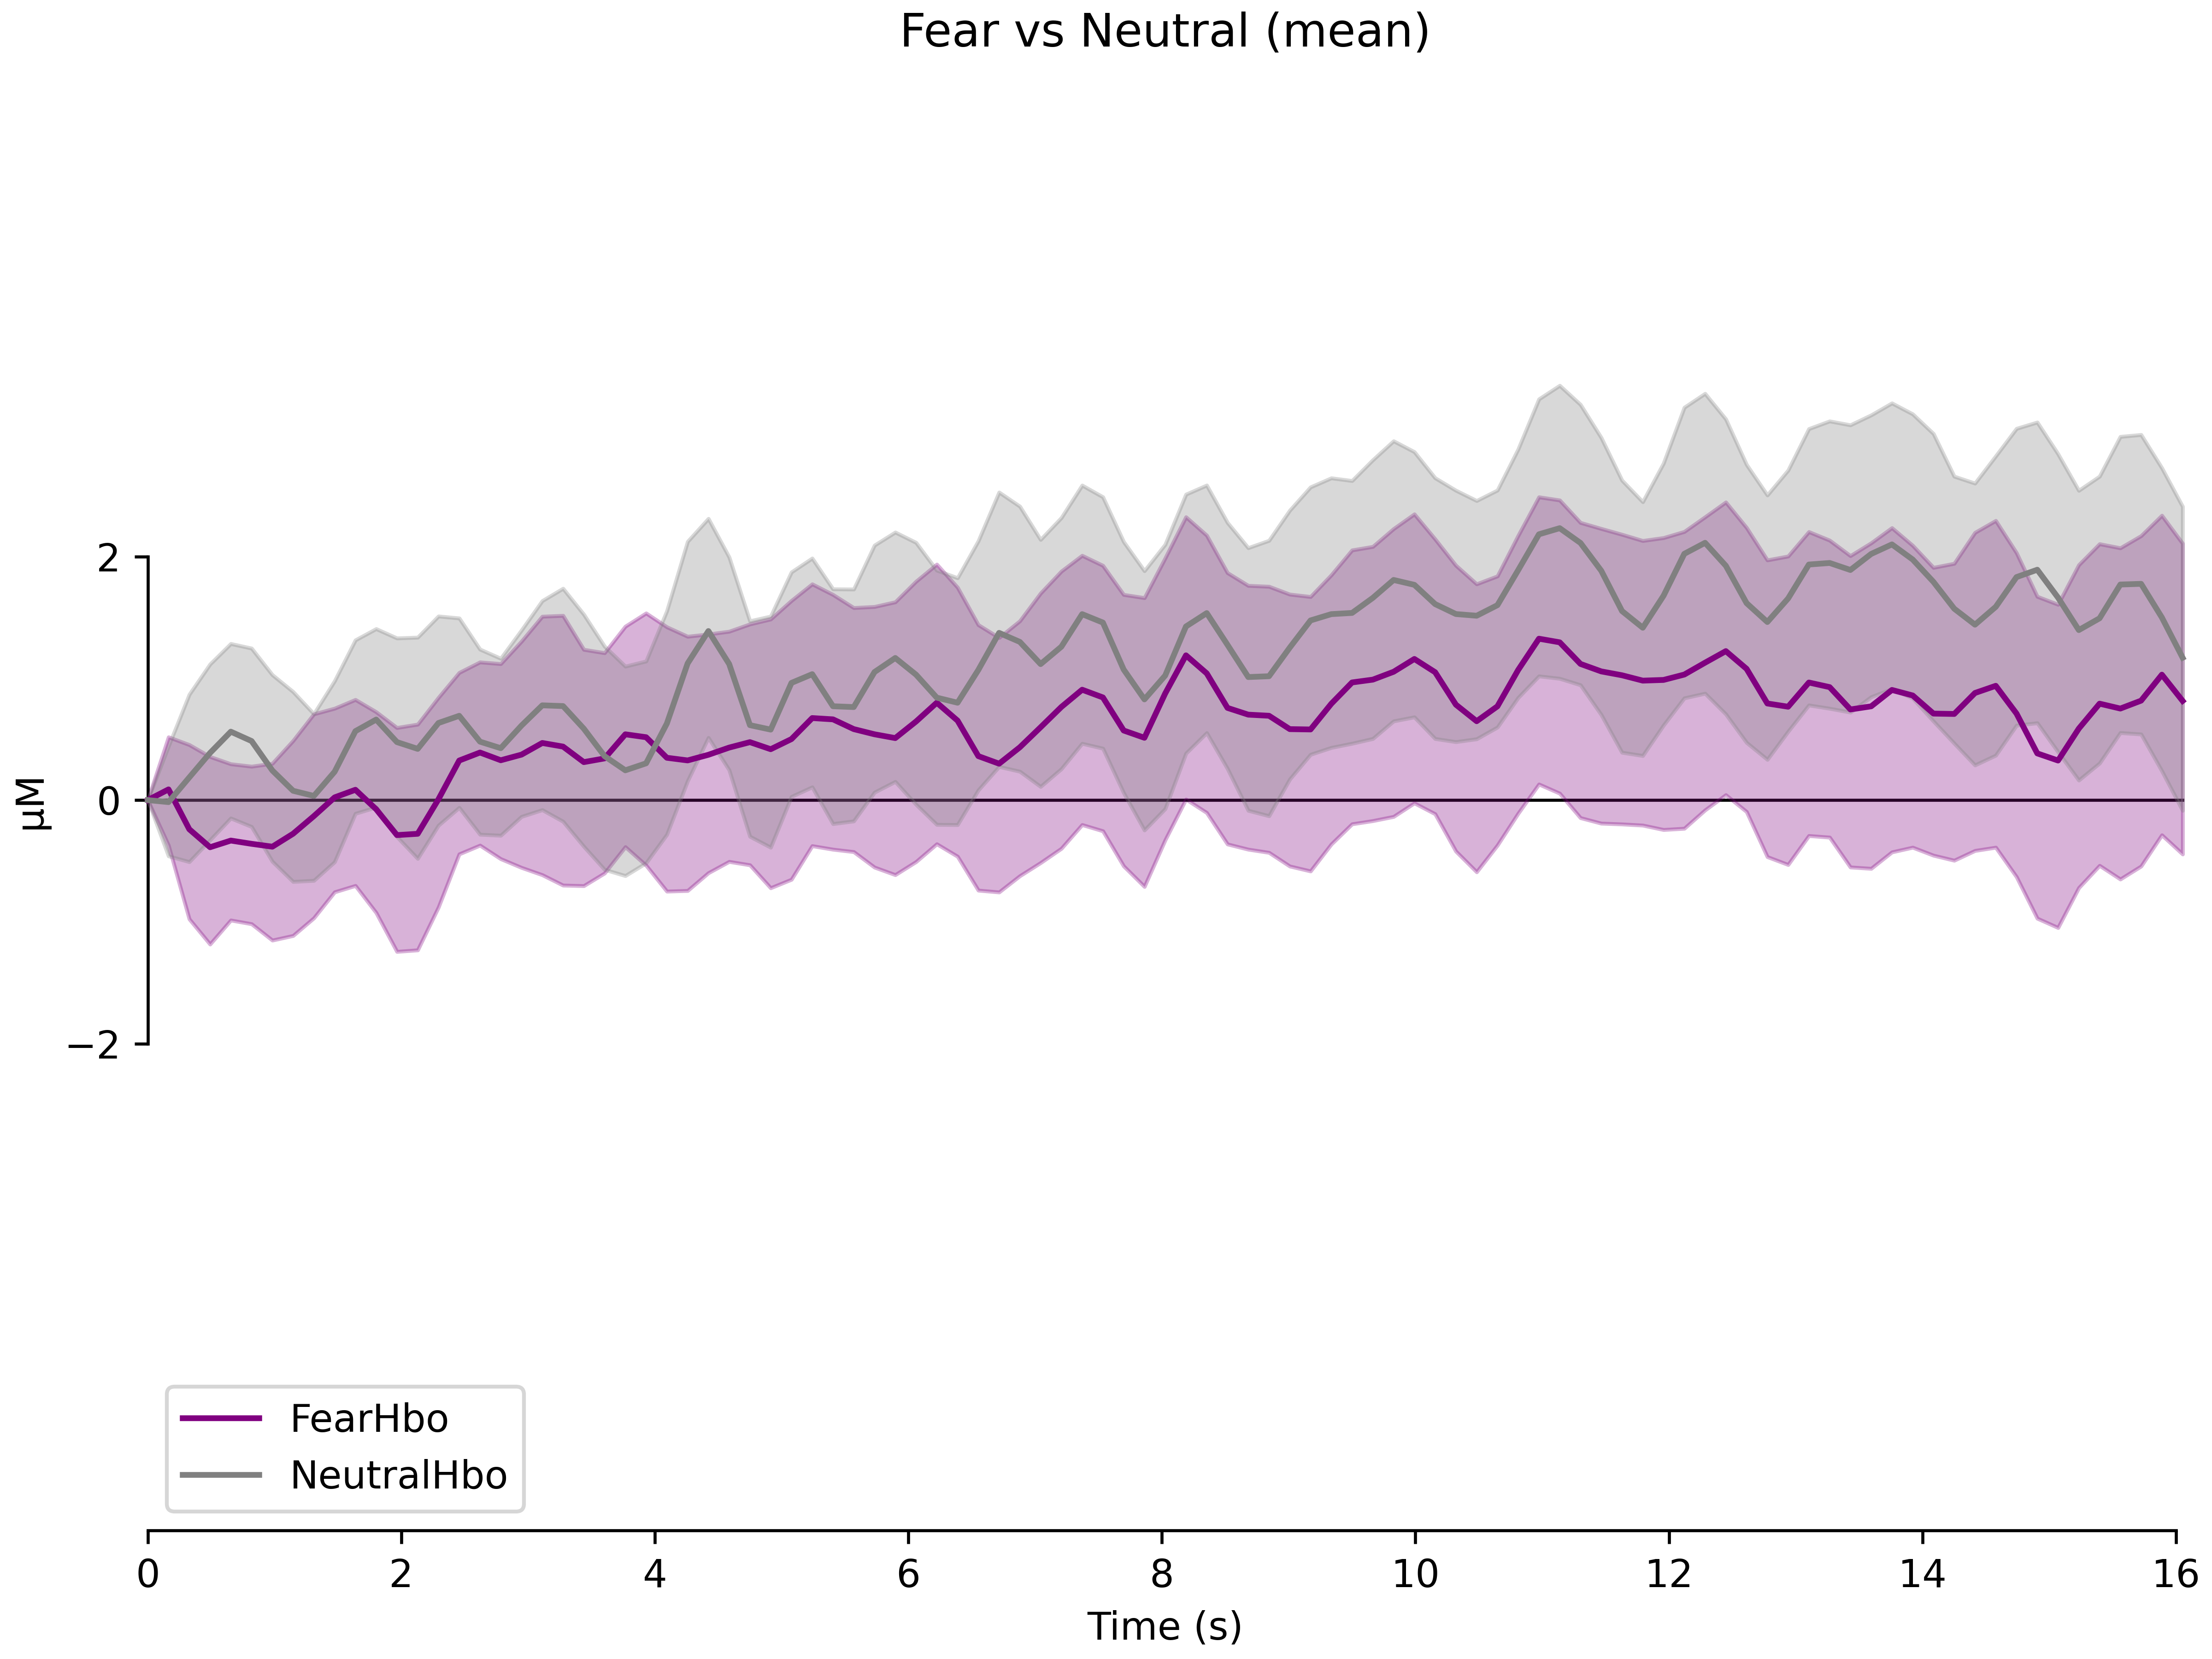 Fear vs Neutral (mean)
2
0
−2
µM
FearHbo
NeutralHbo
0 2 4 6 8 10 12 14 16
Time (s)